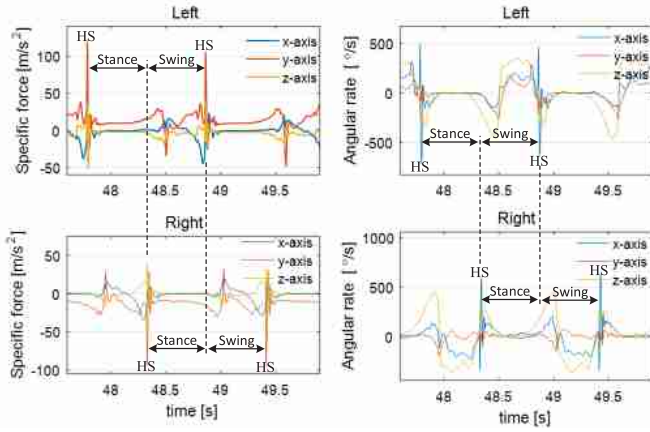 Left
HS
HS
x-axis
y-axis
z-axis
Stance
Swing
100
50
0
-50
Specific force [m/s²]
48
48.5
49
49.5
Left
500
0
-500
Angular rate [°/s]
x-axis
y-axis
z-axis
Stance
Swing
HS
HS
48
48.5
49
49.5
Right
50
0
-50
-100
Specific force [m/s²]
x-axis
y-axis
z-axis
Stance
Swing
HS
HS
48
48.5
49
49.5
time [s]
Right
1000
500
0
Angular rate [°/s]
x-axis
y-axis
z-axis
HS
HS
Stance
Swing
48
48.5
49
49.5
time [s]